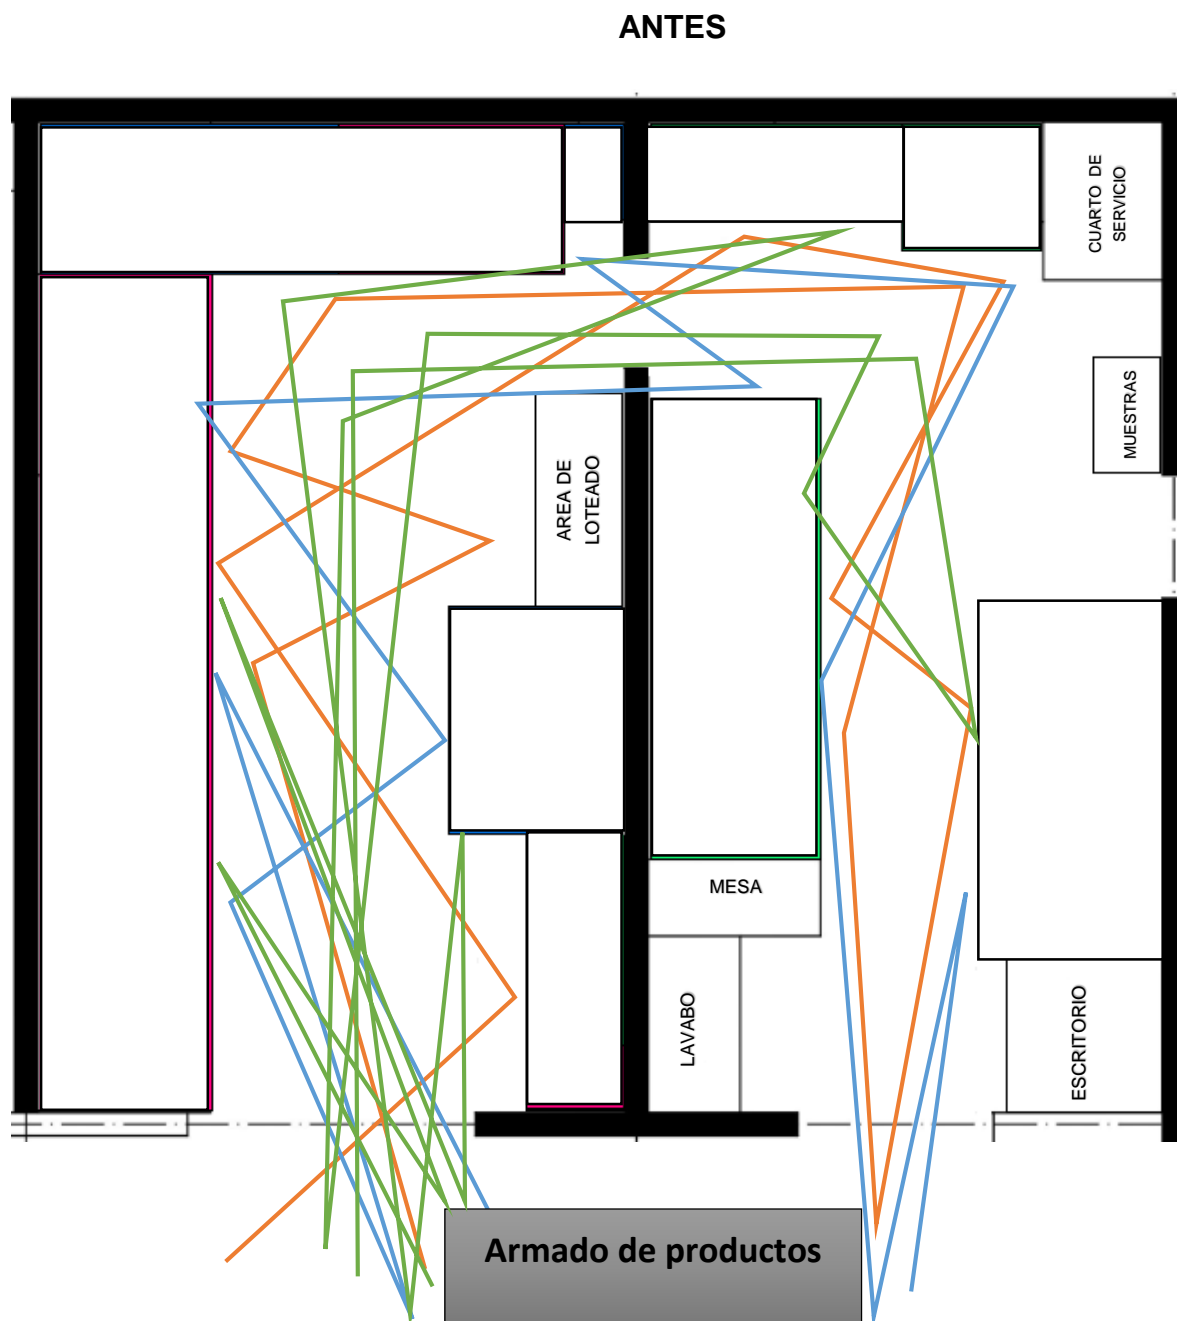 ANTES
CUARTO DE
SERVICIO
MUESTRAS
AREA DE
LOTEADO
MESA
LAVABO
ESCRITORIO
Armado de productos